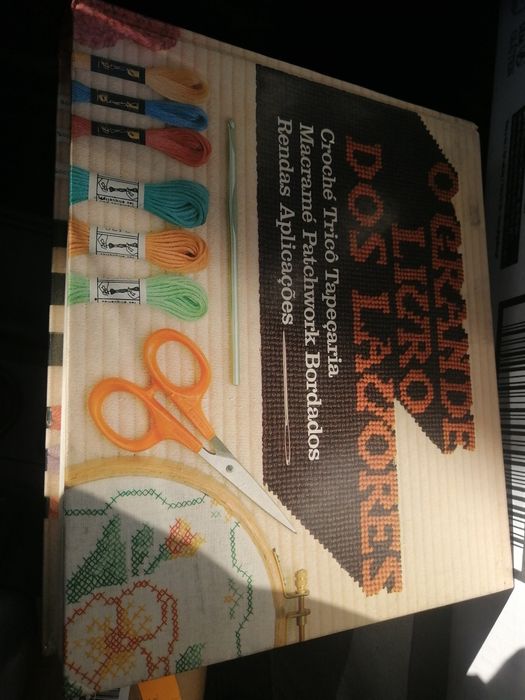 O GRANDE
LIVRO
DOS LAVORES
Croché Tricô Tapeçaria
Macramé Patchwork Bordados
Rendas Aplicações